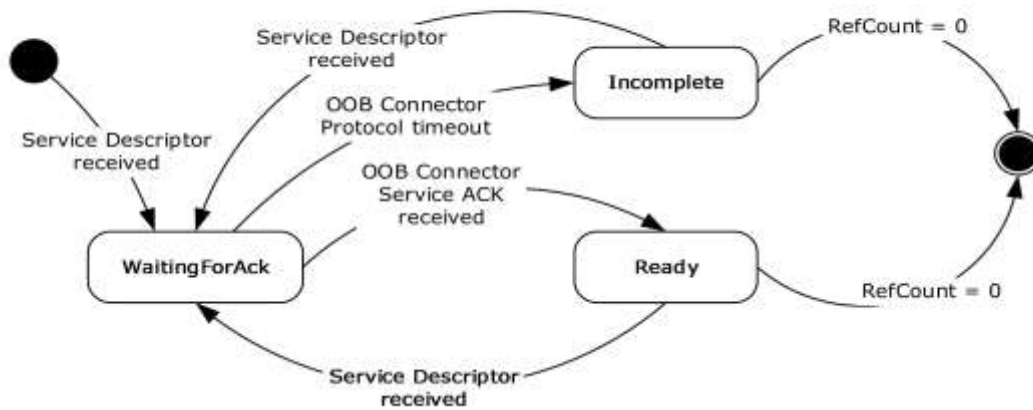 Service Descriptor
received
RefCount = 0
Incomplete
OOB Connector
Protocol timeout
Service Descriptor
received
OOB Connector
Service ACK
received
WaitingForAck
Ready
RefCount = 0
Service Descriptor
received